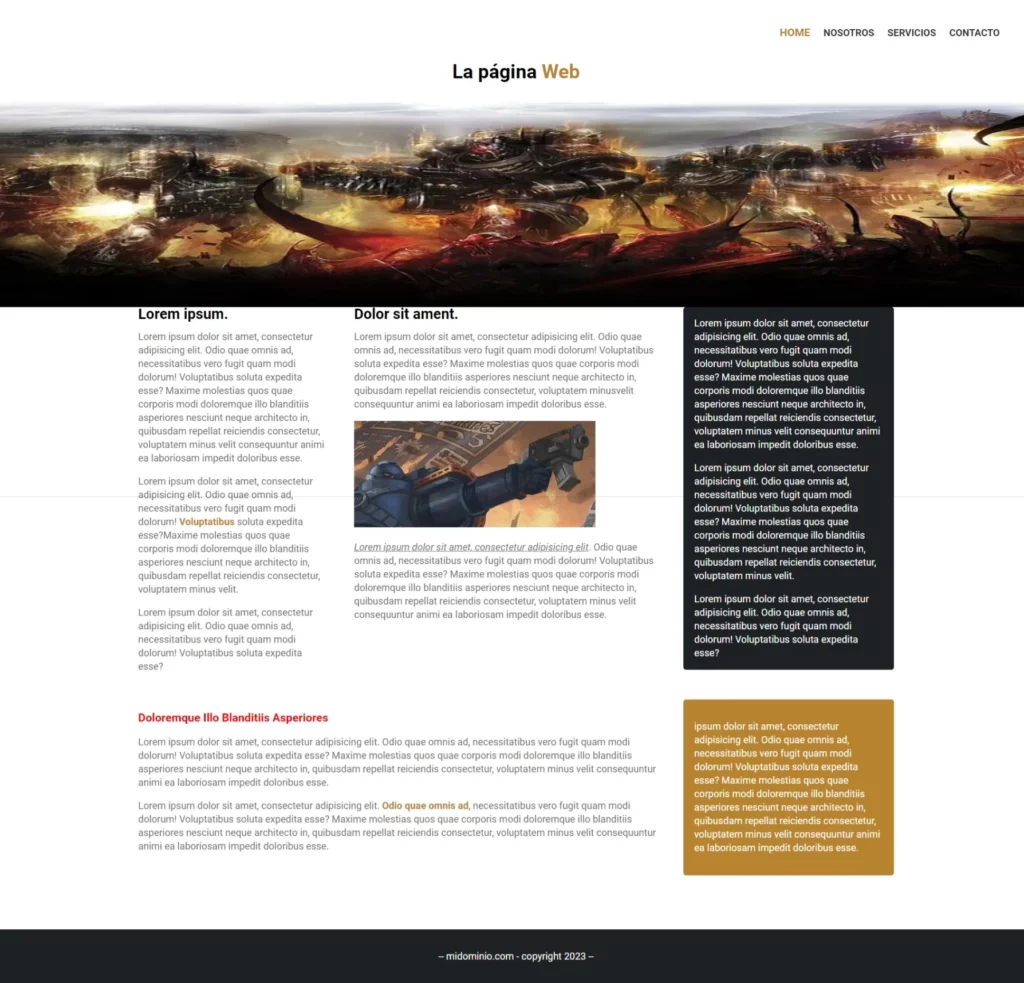 HOME NOSOTROS SERVICIOS CONTACTO
La página Web
Lorem ipsum.
Lorem ipsum dolor sit amet, consectetur
adipisicing elit. Odio quae omnis ad,
necessitatibus vero fugit quam modi
dolorum! Voluptatibus soluta expedita
esse? Maxime molestias quos quae
corporis modi doloremque illo blanditiis
asperiores nesciunt neque architecto in,
quibusdam repellat reiciendis consectetur,
voluptatem minus velit consequuntur animi
ea laboriosam impedit doloribus esse.
Lorem ipsum dolor sit amet, consectetur
adipisicing elit. Odio quae omnis ad,
necessitatibus vero fugit quam modi
dolorum! Voluptatibus soluta expedita
esse?Maxime molestias quos quae
corporis modi doloremque illo blanditiis
asperiores nesciunt neque architecto in,
quibusdam repellat reiciendis consectetur,
voluptatem minus velit.
Lorem ipsum dolor sit amet, consectetur
adipisicing elit. Odio quae omnis ad,
necessitatibus vero fugit quam modi
dolorum! Voluptatibus soluta expedita
esse?
Dolor sit ament.
Lorem ipsum dolor sit amet, consectetur adipisicing elit. Odio quae
omnis ad, necessitatibus vero fugit quam modi dolorum! Voluptatibus
soluta expedita esse? Maxime molestias quos quae corporis modi
doloremque illo blanditiis asperiores nesciunt neque architecto in,
quibusdam repellat reiciendis consectetur, voluptatem minusvelit
consequuntur animi ea laboriosam impedit doloribus esse.
Lorem ipsum dolor sit amet, consectetur adipisicing elit. Odio quae
omnis ad, necessitatibus vero fugit quam modi dolorum! Voluptatibus
soluta expedita esse? Maxime molestias quos quae corporis modi
doloremque illo blanditiis asperiores nesciunt neque architecto in,
quibusdam repellat reiciendis consectetur, voluptatem minus velit
consequuntur animi ea laboriosam impedit doloribus esse.
Lorem ipsum dolor sit amet, consectetur
adipisicing elit. Odio quae omnis ad,
necessitatibus vero fugit quam modi
dolorum! Voluptatibus soluta expedita
esse? Maxime molestias quos quae
corporis modi doloremque illo blanditiis
asperiores nesciunt neque architecto in,
quibusdam repellat reiciendis consectetur,
voluptatem minus velit consequuntur animi
ea laboriosam impedit doloribus esse.
Lorem ipsum dolor sit amet, consectetur
adipisicing elit. Odio quae omnis ad,
necessitatibus vero fugit quam modi
dolorum! Voluptatibus soluta expedita
esse? Maxime molestias quos quae
corporis modi doloremque illo blanditiis
asperiores nesciunt neque architecto in,
quibusdam repellat reiciendis consectetur,
voluptatem minus velit.
Lorem ipsum dolor sit amet, consectetur
adipisicing elit. Odio quae omnis ad,
necessitatibus vero fugit quam modi
dolorum! Voluptatibus soluta expedita
esse?
Doloremque Illo Blanditiis Asperiores
Lorem ipsum dolor sit amet, consectetur adipisicing elit. Odio quae omnis ad, necessitatibus vero fugit quam modi
dolorum! Voluptatibus soluta expedita esse? Maxime molestias quos quae corporis modi doloremque illo blanditiis
asperiores nesciunt neque architecto in, quibusdam repellat reiciendis consectetur, voluptatem minus velit consequuntur
animi ea laboriosam impedit doloribus esse.
Lorem ipsum dolor sit amet, consectetur adipisicing elit. Odio quae omnis ad, necessitatibus vero fugit quam modi
dolorum! Voluptatibus soluta expedita esse? Maxime molestias quos quae corporis modi doloremque illo blanditiis
asperiores nesciunt neque architecto in, quibusdam repellat reiciendis consectetur, voluptatem minus velit consequuntur
animi ea laboriosam impedit doloribus esse.
ipsum dolor sit amet, consectetur
adipisicing elit. Odio quae omnis ad,
necessitatibus vero fugit quam modi
dolorum! Voluptatibus soluta expedita
esse? Maxime molestias quos quae
corporis modi doloremque illo blanditiis
asperiores nesciunt neque architecto in,
quibusdam repellat reiciendis consectetur,
voluptatem minus velit consequuntur animi
ea laboriosam impedit doloribus esse.
-- midominio.com - copyright 2023 --